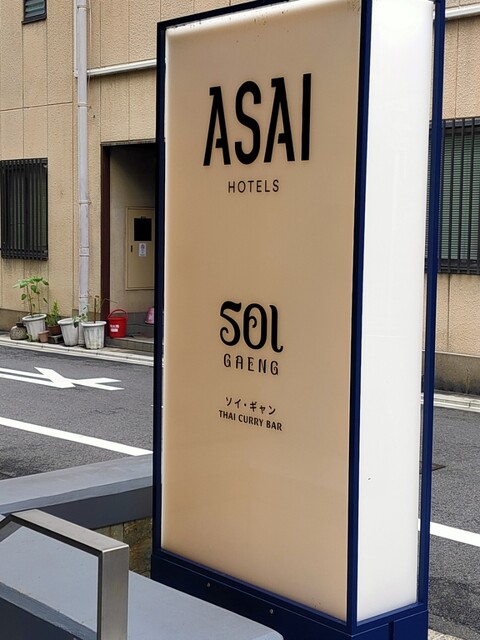 ASAI
HOTELS
SOI
GAENG
ソイ・ギャン
THAI CURRY BAR